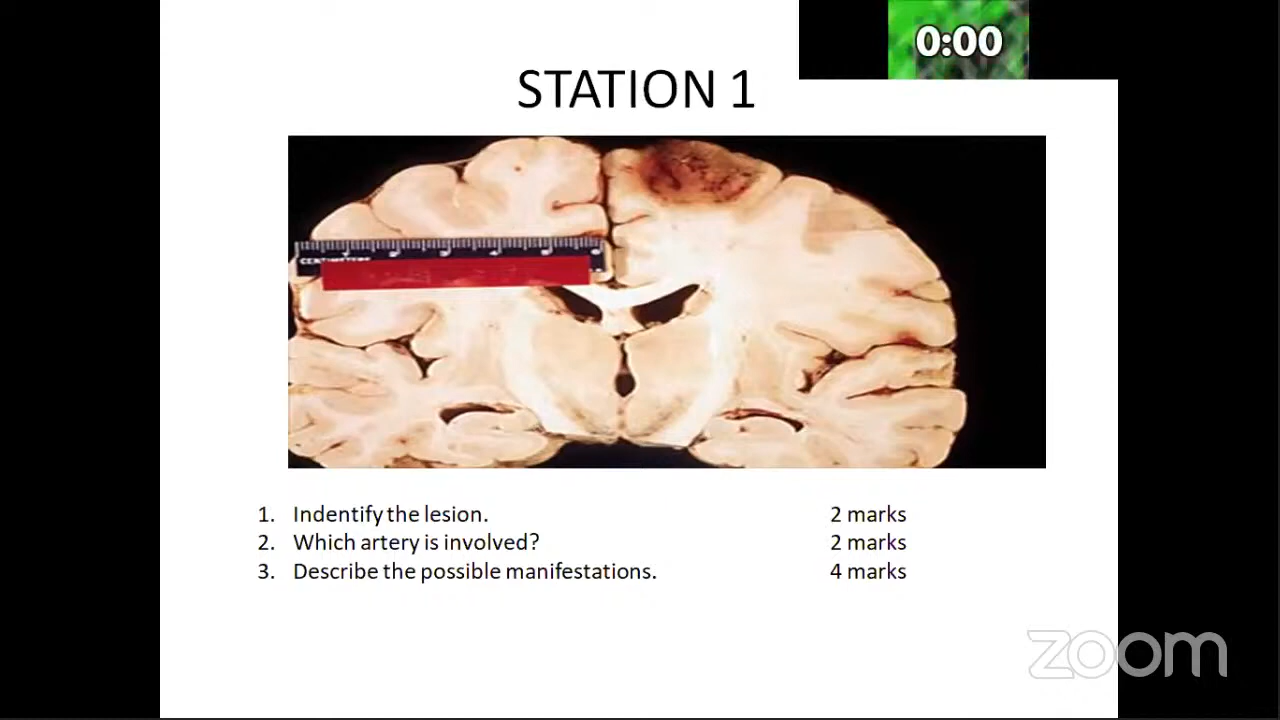 0:00
STATION 1
1. Indentify the lesion. 2 marks
2. Which artery is involved? 2 marks
3. Describe the possible manifestations. 4 marks
zoom